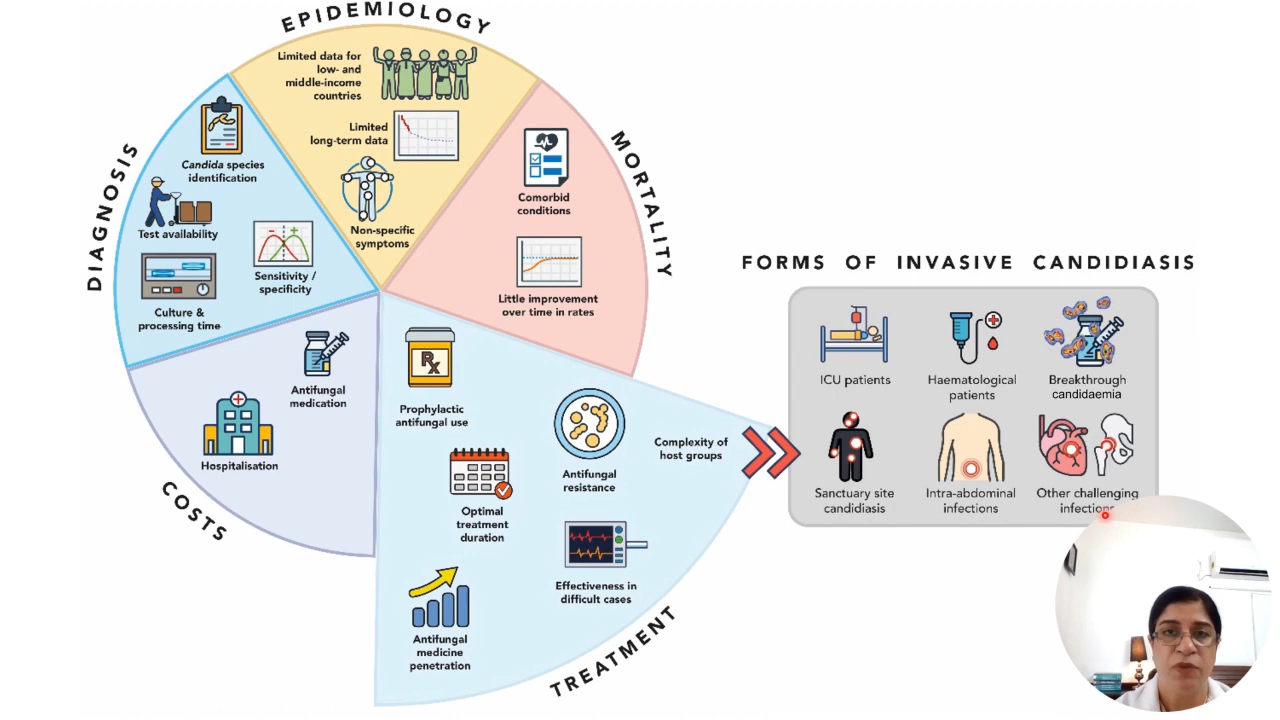 EPIDEMIOLOGY
Limited data for
low- and
middle-income
countries
Limited
long-term data
Non-specific
symptoms
DIAGNOSIS
Candida species
identification
Test availability
Sensitivity /
specificity
Culture &
processing time
MORTALITY
Comorbid
conditions
Little improvement
over time in rates
COSTS
Antifungal
medication
Hospitalisation
TREATMENT
Rx
Prophylactic
antifungal use
Antifungal
resistance
Complexity of
host groups
Optimal
treatment
duration
Effectiveness in
difficult cases
Antifungal
medicine
penetration
FORMS OF INVASIVE CANDIDIASIS
ICU patients
Haematological
patients
Breakthrough
candidaemia
Sanctuary site
candidiasis
Intra-abdominal
infections
Other challenging
infections